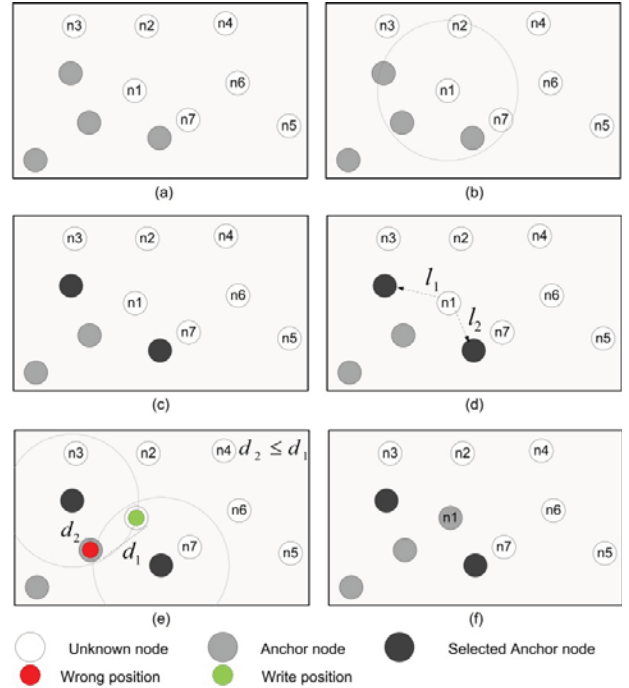 n3 n2 n4
n1 n6
n7 n5
(a)
n3 n2 n4
n1 n6
n7 n5
(b)
n3 n2 n4
n1 n6
n7 n5
(c)
n3 n2 n4
l₁ n1 n6
l₂ n7 n5
(d)
n3 n2 n4 d₂ ≤ d₁
n6
d₂ d₁ n7 n5
(e)
n3 n2 n4
n1 n6
n7 n5
(f)
Unknown node Anchor node Selected Anchor node
Wrong position Write position